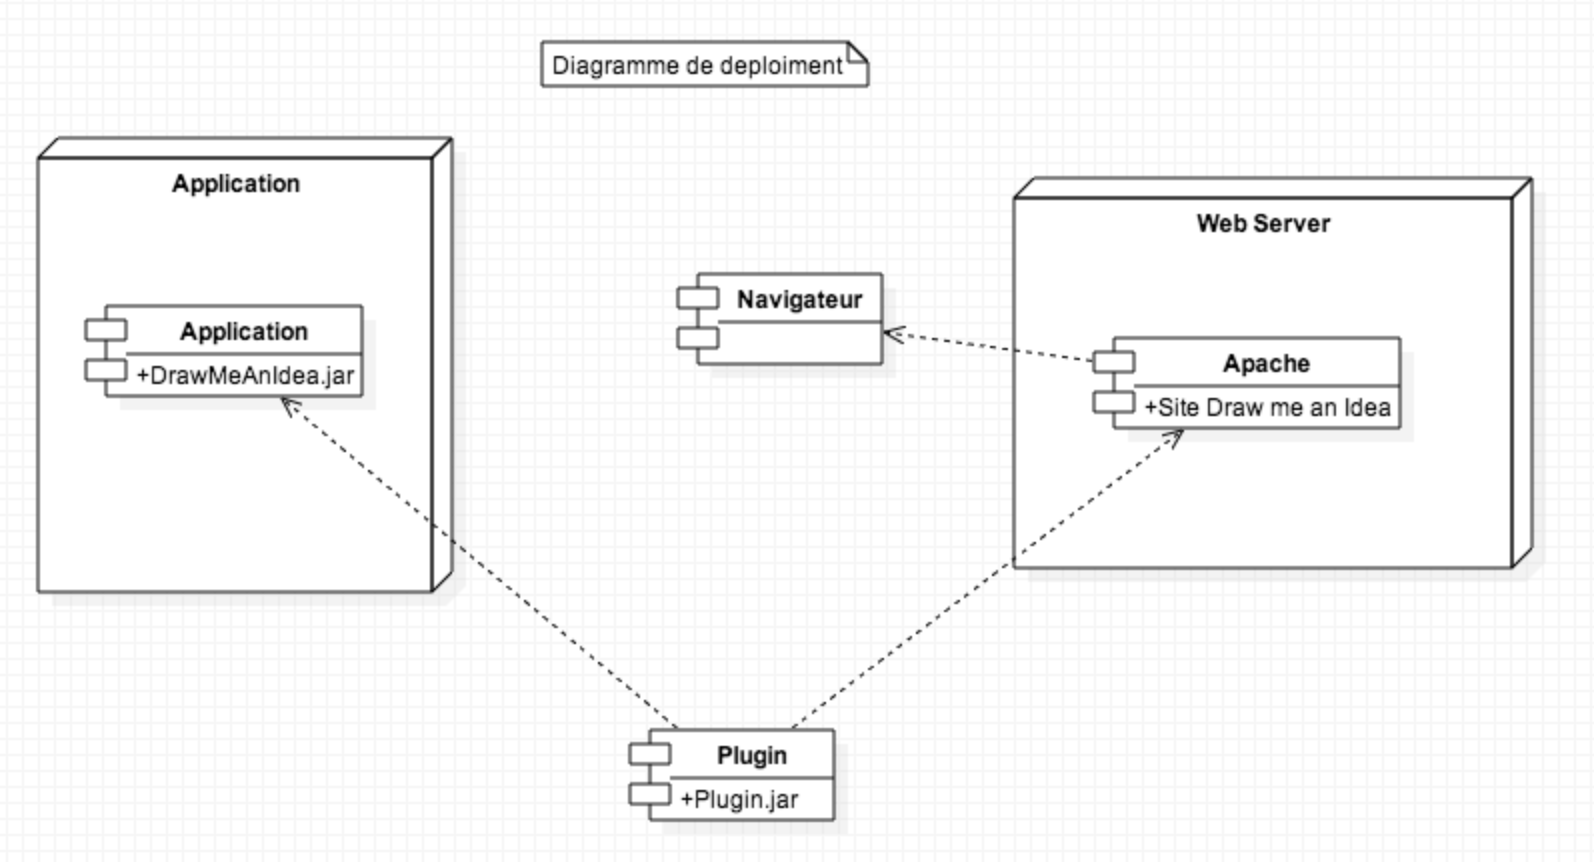 Diagramme de deploiment
Application
Web Server
Navigateur
Application
+DrawMeAnIdea.jar
Apache
+Site Draw me an Idea
Plugin
+Plugin.jar